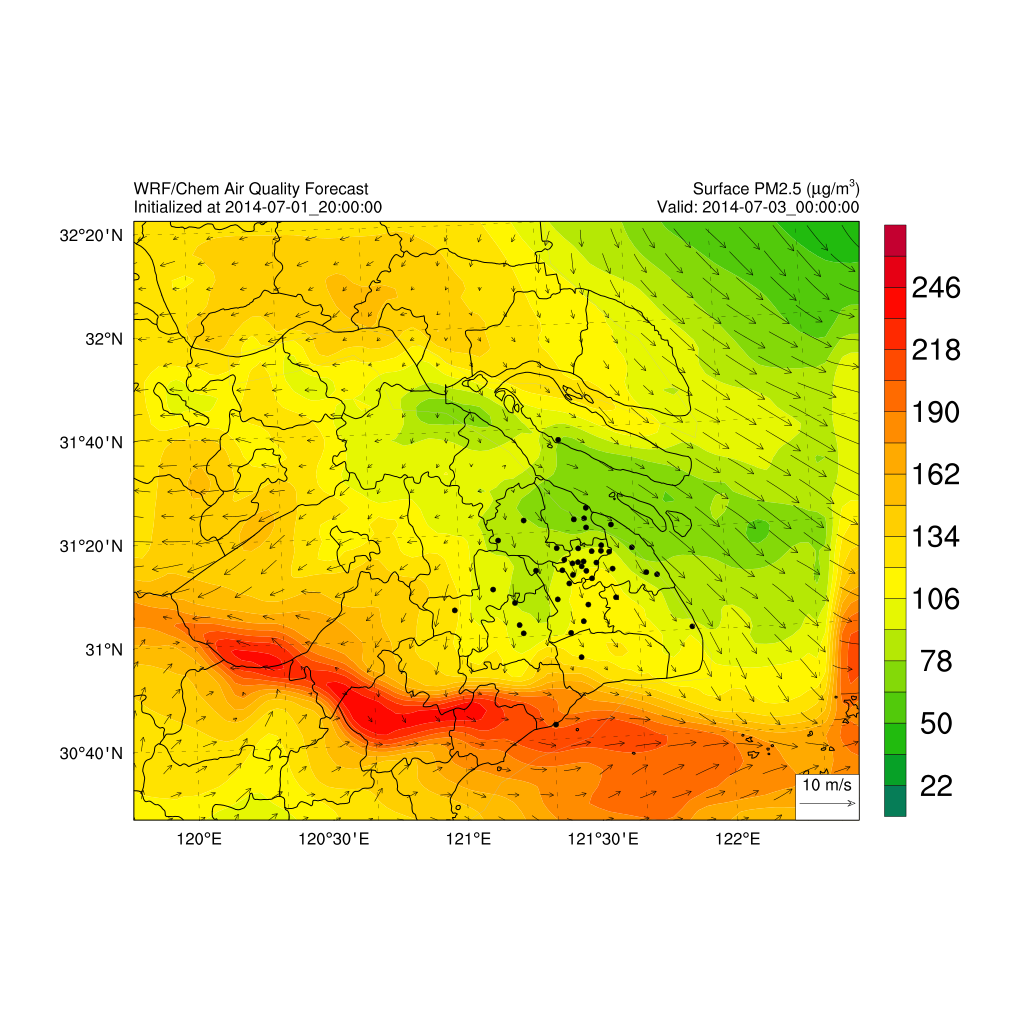 WRF/Chem Air Quality Forecast
Surface PM2.5 (μg/m³)
Initialized at 2014-07-01_20:00:00
Valid: 2014-07-03_00:00:00
32°20'N
32°N
31°40'N
31°20'N
31°N
30°40'N
120°E
120°30'E
121°E
121°30'E
122°E
10 m/s
246
218
190
162
134
106
78
50
22